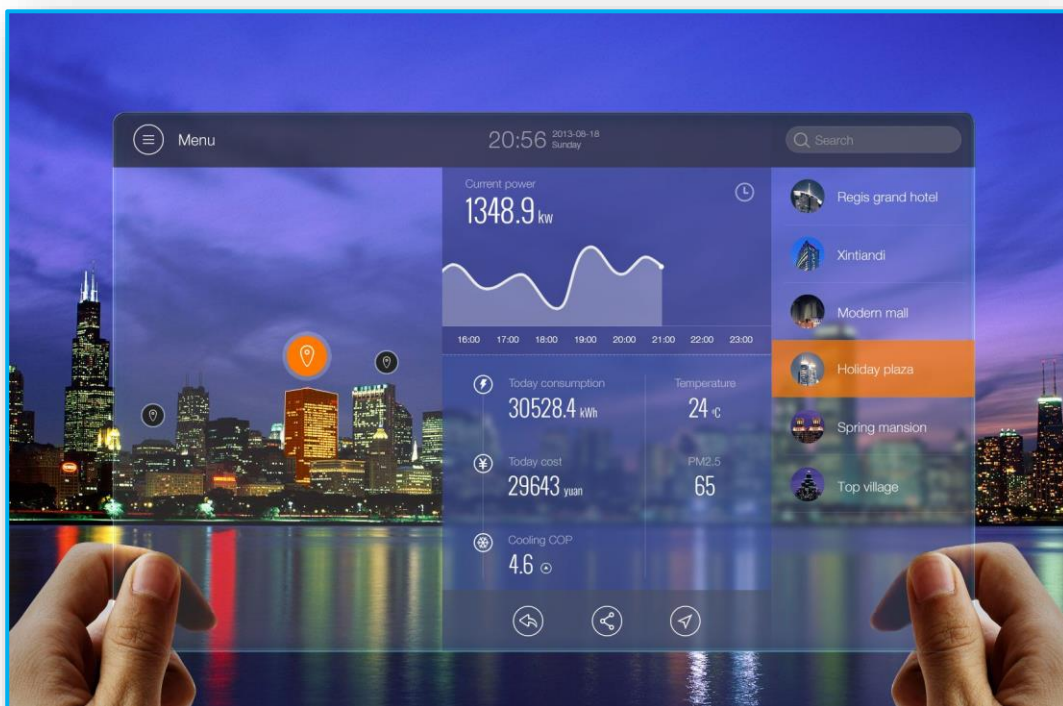 Menu
20:56 2013-08-18
Sunday
Search
Current power
1348.9 kw
16:00 17:00 18:00 19:00 20:00 21:00 22:00 23:00
Today consumption
30528.4 kWh
Temperature
24 °C
Today cost
29643 yuan
PM2.5
65
Cooling COP
4.6
Regis grand hotel
Xintiandi
Modern mall
Holiday plaza
Spring mansion
Top village